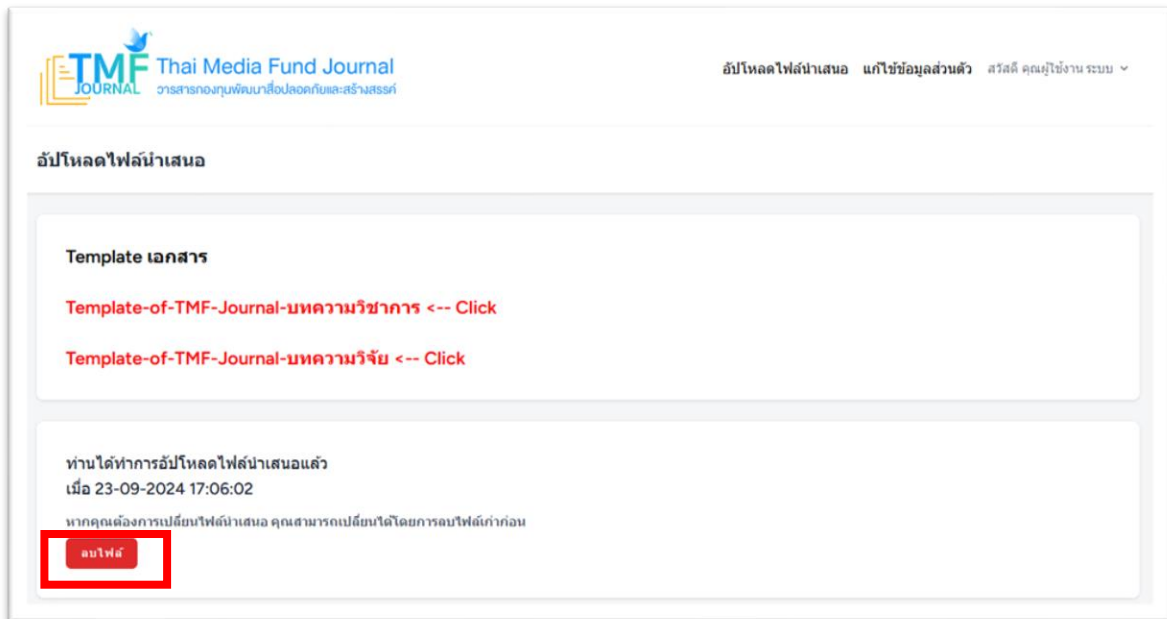 TMF
JOURNAL
Thai Media Fund Journal
วารสารกองทุนพัฒนาสื่อปลอดภัยและสร้างสรรค์
อัปโหลดไฟล์นำเสนอ แก้ไข้ข้อมูลส่วนตัว สวัสดี คุณผู้ใช้งาน ระบบ
อัปโหลดไฟล์นำเสนอ
Template เอกสาร
Template-of-TMF-Journal-บทความวิชาการ <-- Click
Template-of-TMF-Journal-บทความวิจัย <-- Click
ท่านได้ทำการอัปโหลดไฟล์นำเสนอแล้ว
เมื่อ 23-09-2024 17:06:02
หากคุณต้องการเปลี่ยนไฟล์นำเสนอ คุณสามารถเปลี่ยนได้โดยการลบไฟล์เก่าก่อน
ลบไฟล์